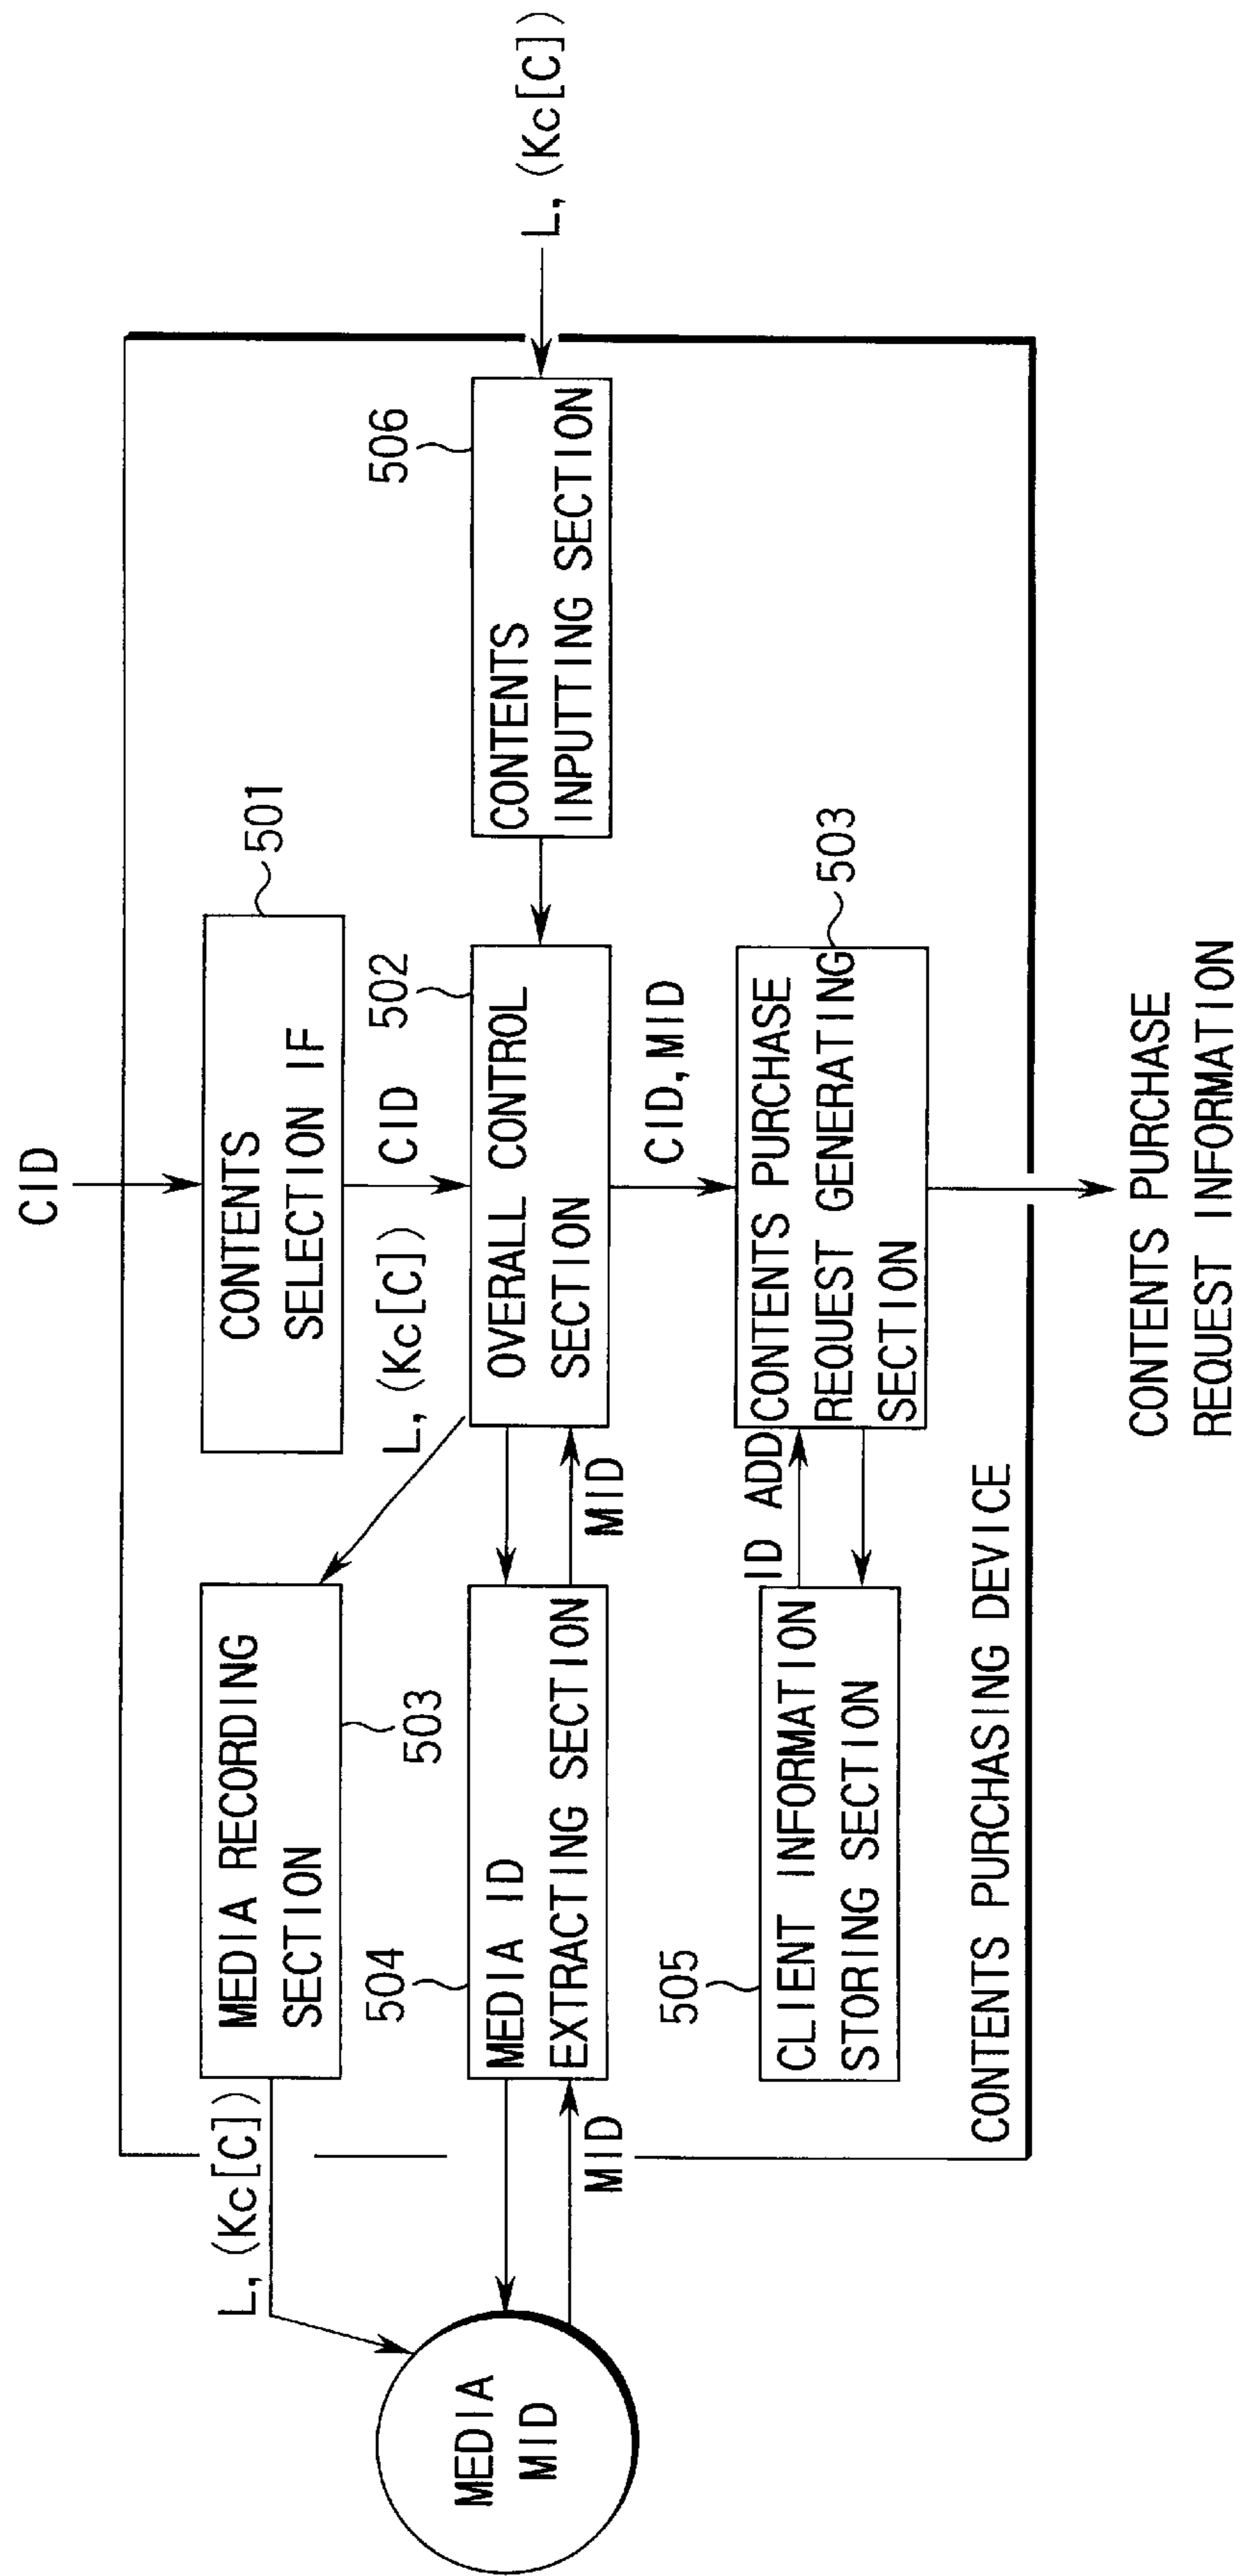 CID
L, (Kc[C])
MEDIA RECORDING
SECTION
503
CONTENTS
SELECTION IF
501
L, (Kc[C])
CID
MEDIA
MID
MID
504
MEDIA ID
EXTRACTING SECTION
MID
502
OVERALL CONTROL
SECTION
506
CONTENTS
INPUTTING SECTION
L, (Kc[C])
CID, MID
505
CLIENT INFORMATION
STORING SECTION
ID ADD
CONTENTS PURCHASE
REQUEST GENERATING
SECTION
503
CONTENTS PURCHASING DEVICE
CONTENTS PURCHASE
REQUEST INFORMATION